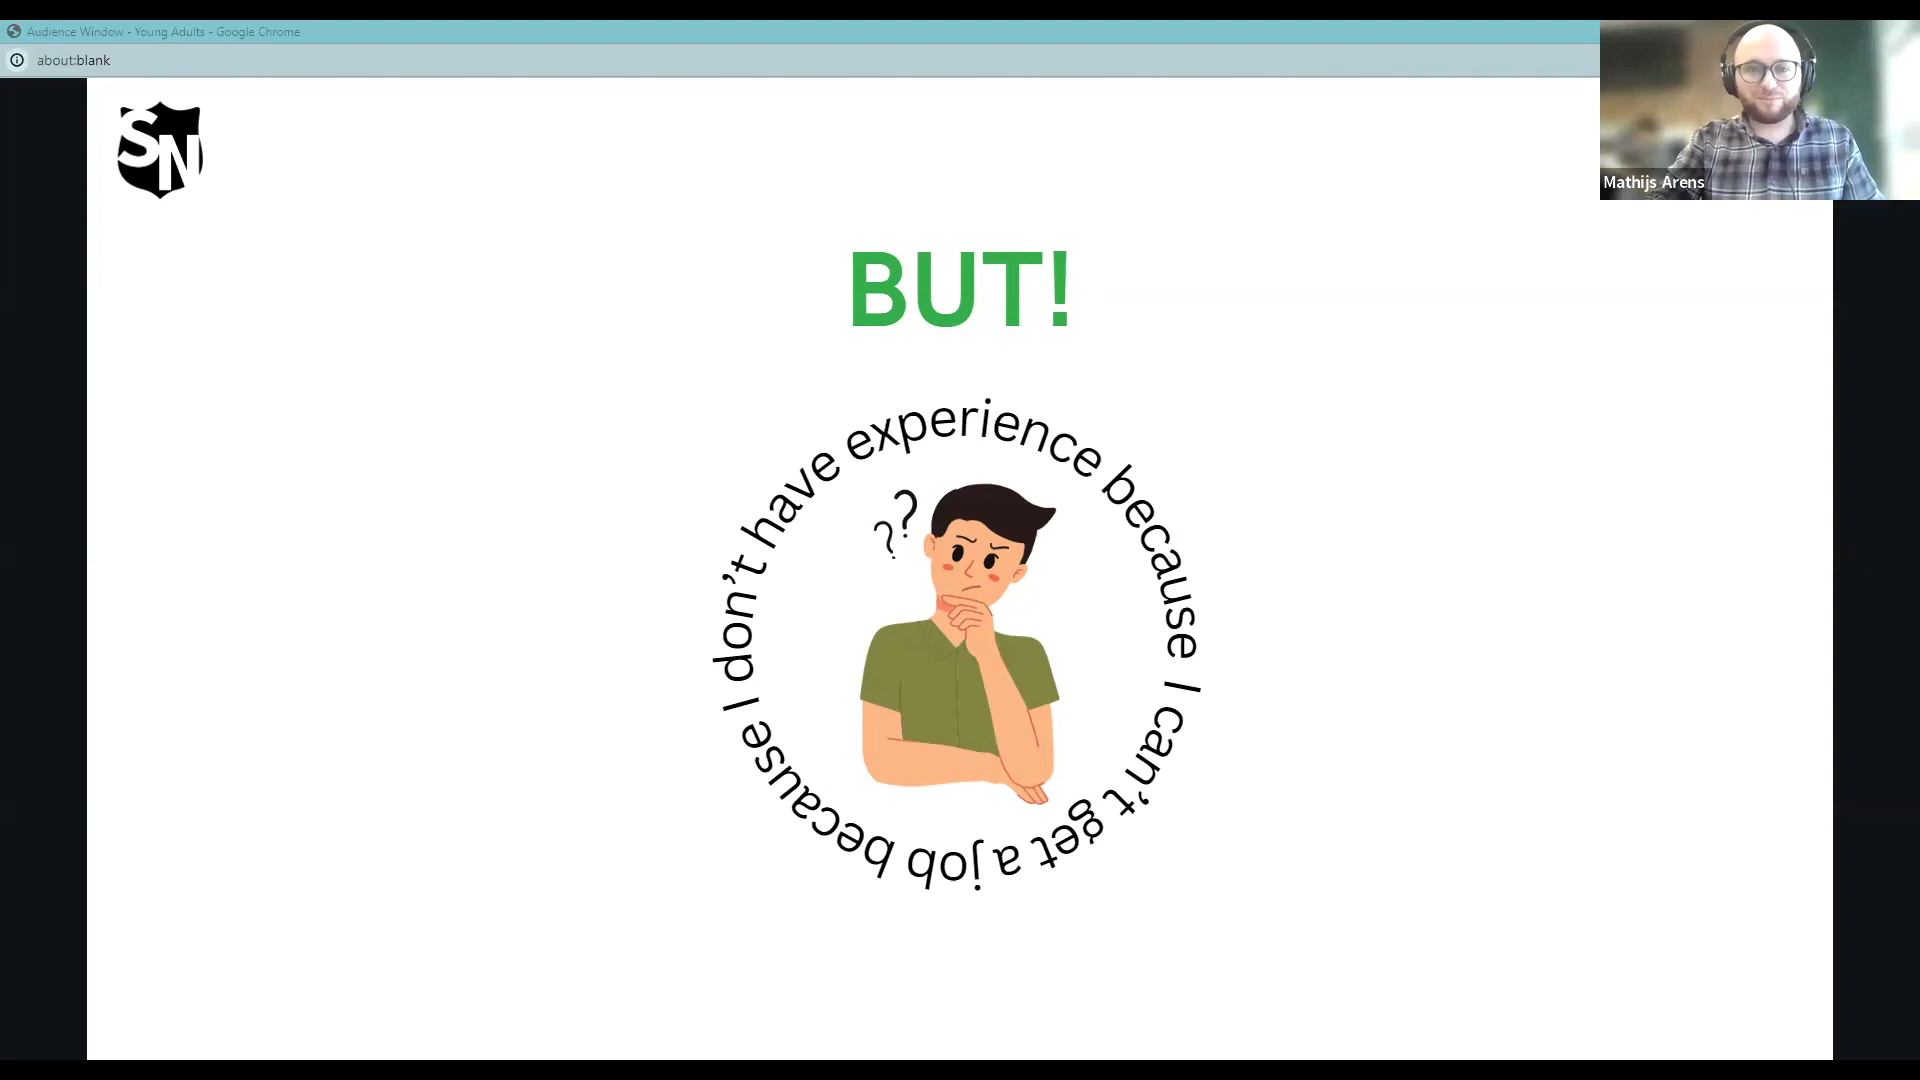 Audience Window - Young Adults - Google Chrome
about:blank
SN
Mathijs Arens
BUT!
I don't have experience because I can't get a job because
? ?